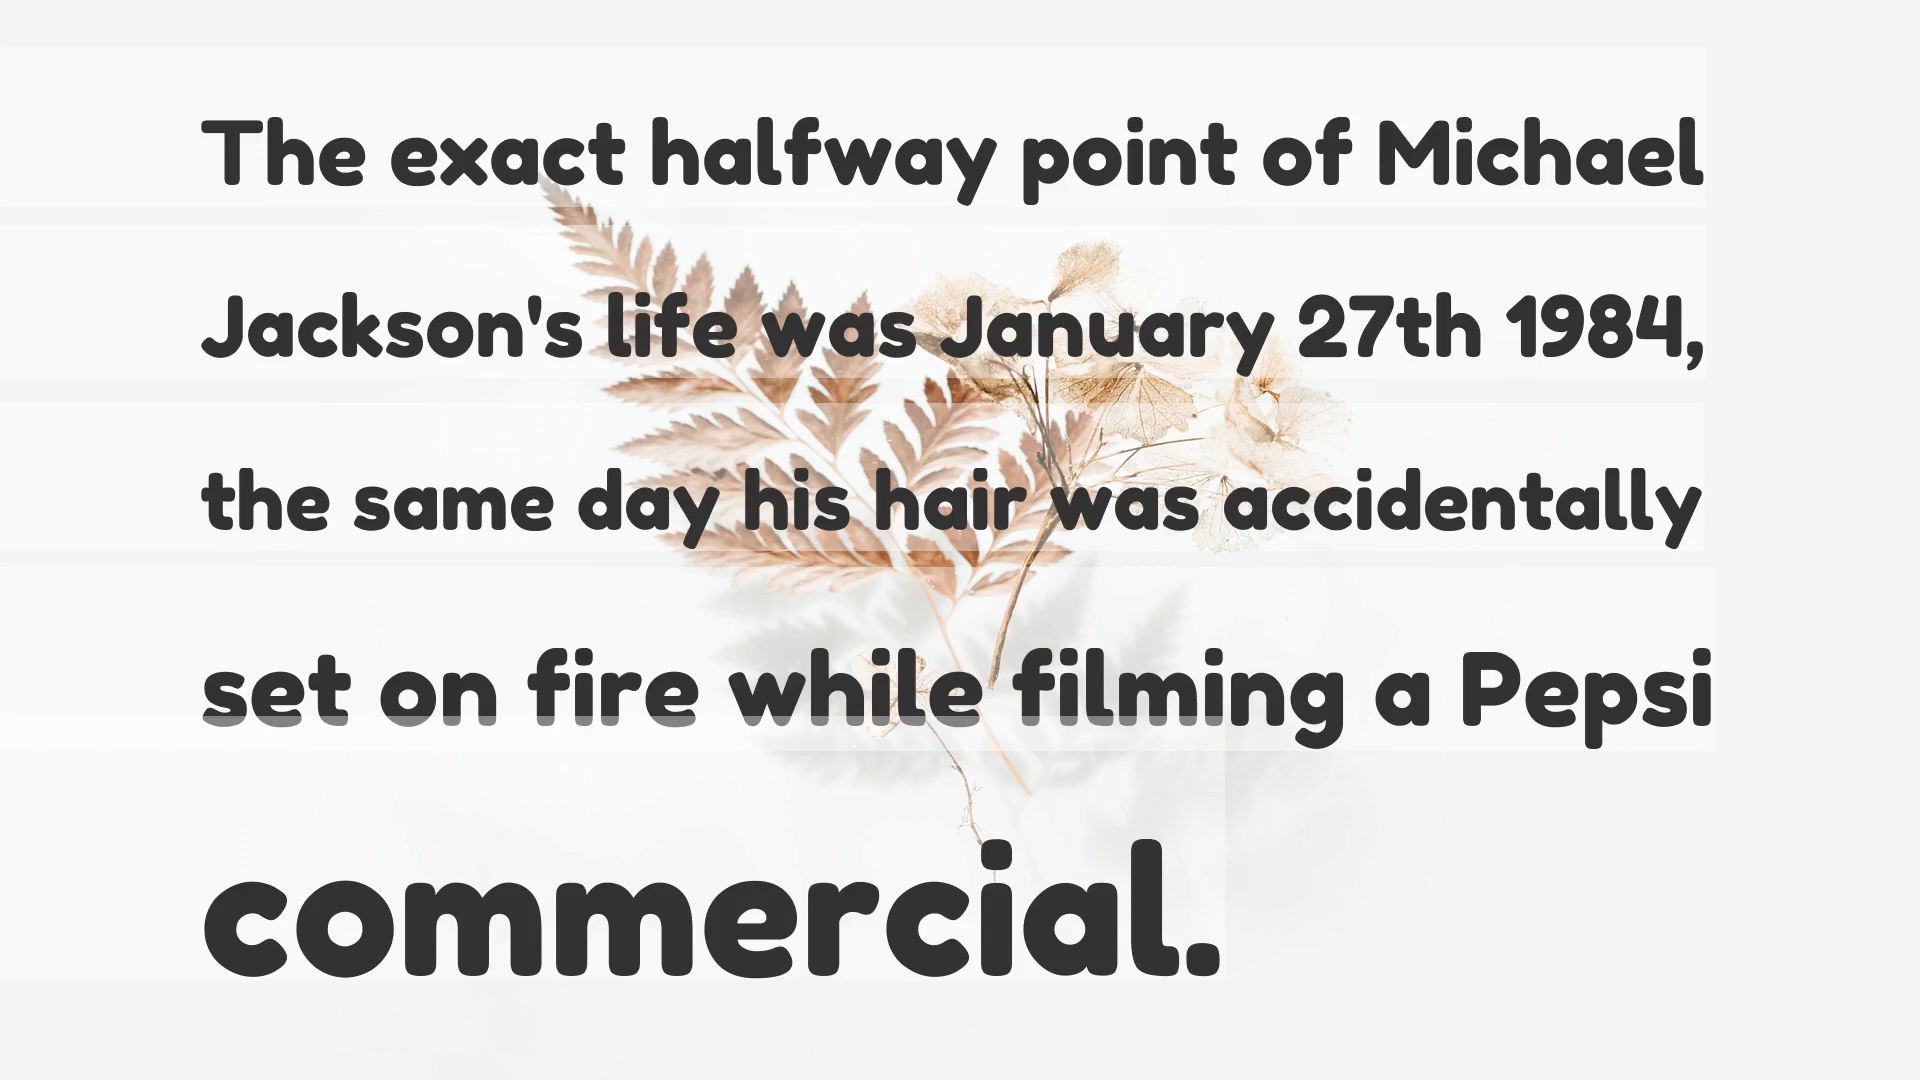 The exact halfway point of Michael
Jackson's life was January 27th 1984,
the same day his hair was accidentally
set on fire while filming a Pepsi
commercial.